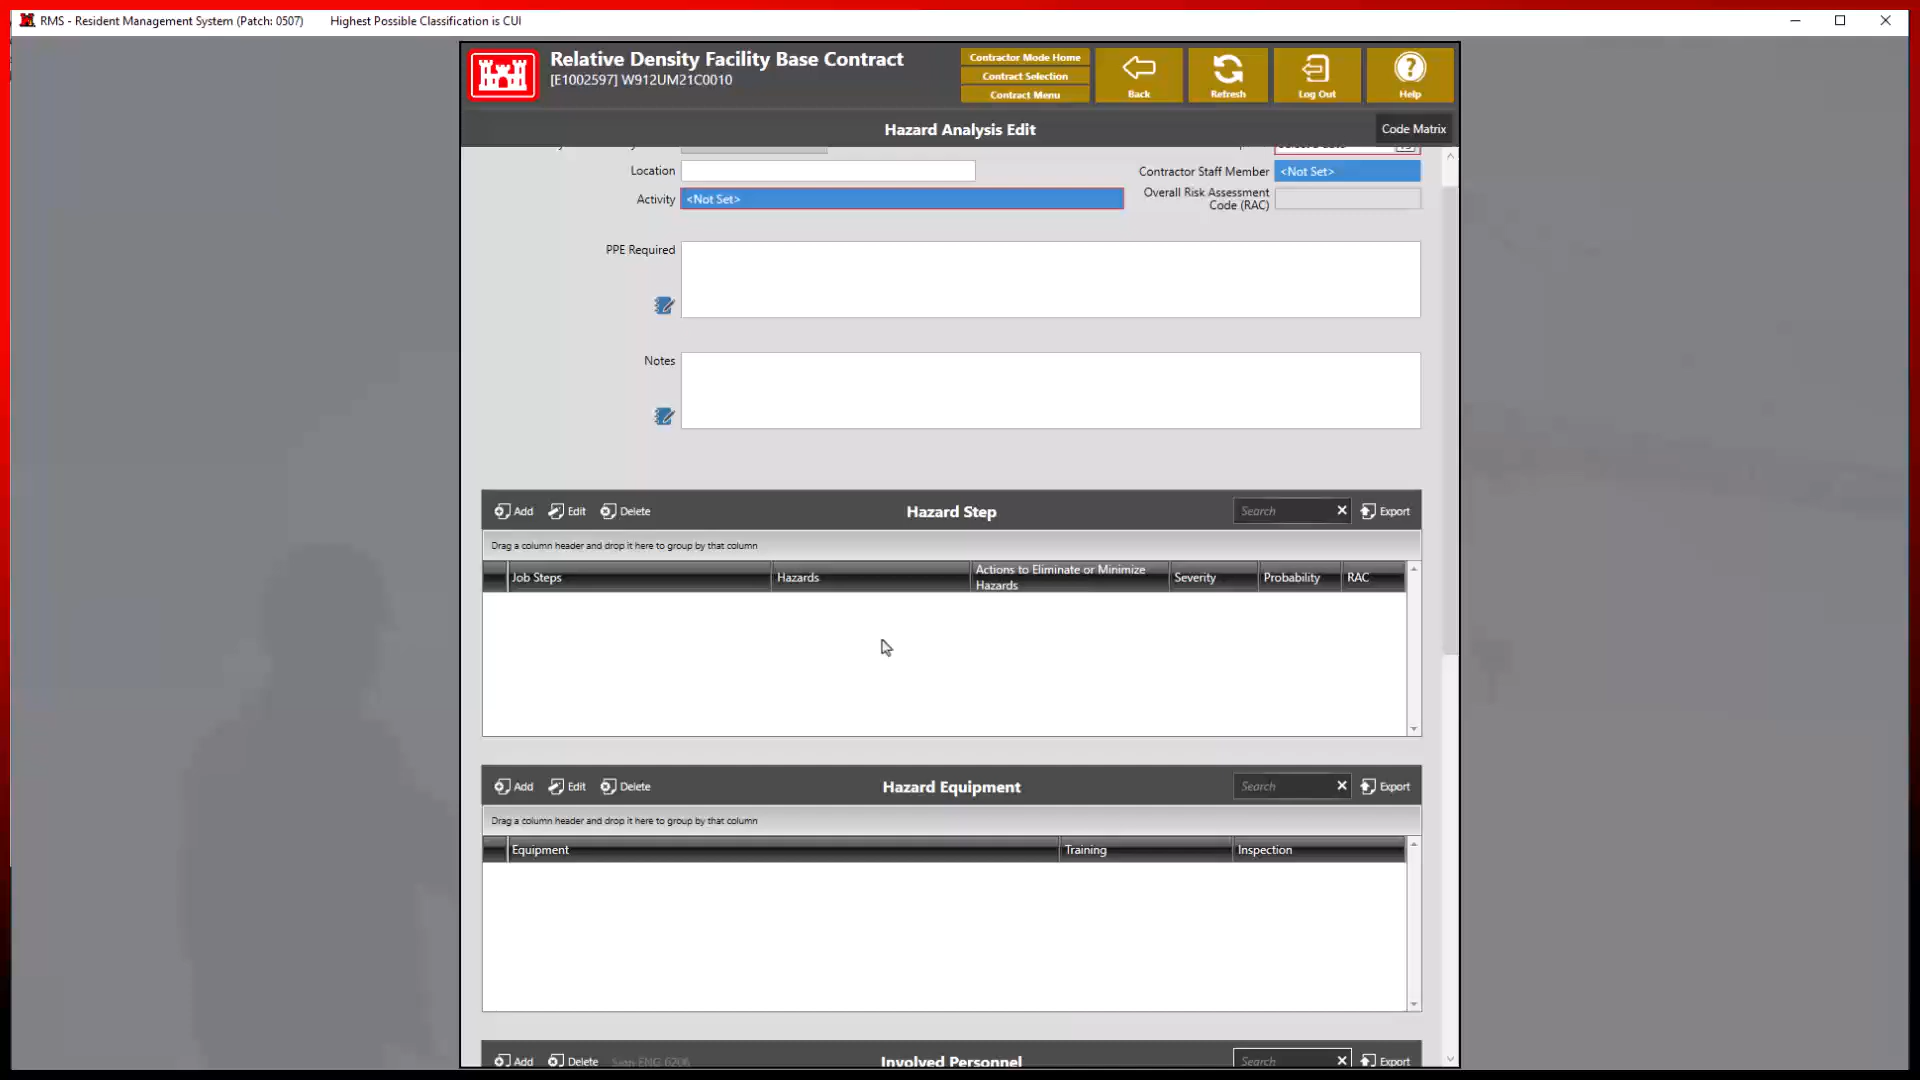 RMS - Resident Management System (Patch: 0507) Highest Possible Classification is CUI
Relative Density Facility Base Contract
[E1002597] W912UM21C0010
Contractor Mode Home
Contract Selection
Contract Menu
Back
Refresh
Log Out
Help
Hazard Analysis Edit
Code Matrix
Location
Contractor Staff Member
<Not Set>
Activity
<Not Set>
Overall Risk Assessment
Code (RAC)
PPE Required
Notes
Add Edit Delete
Hazard Step
Search
Export
Drag a column header and drop it here to group by that column
Job Steps
Hazards
Actions to Eliminate or Minimize
Hazards
Severity
Probability
RAC
Add Edit Delete
Hazard Equipment
Search
Export
Drag a column header and drop it here to group by that column
Equipment
Training
Inspection
Add Delete Sign ENG 6206
Involved Personnel
Search
Export